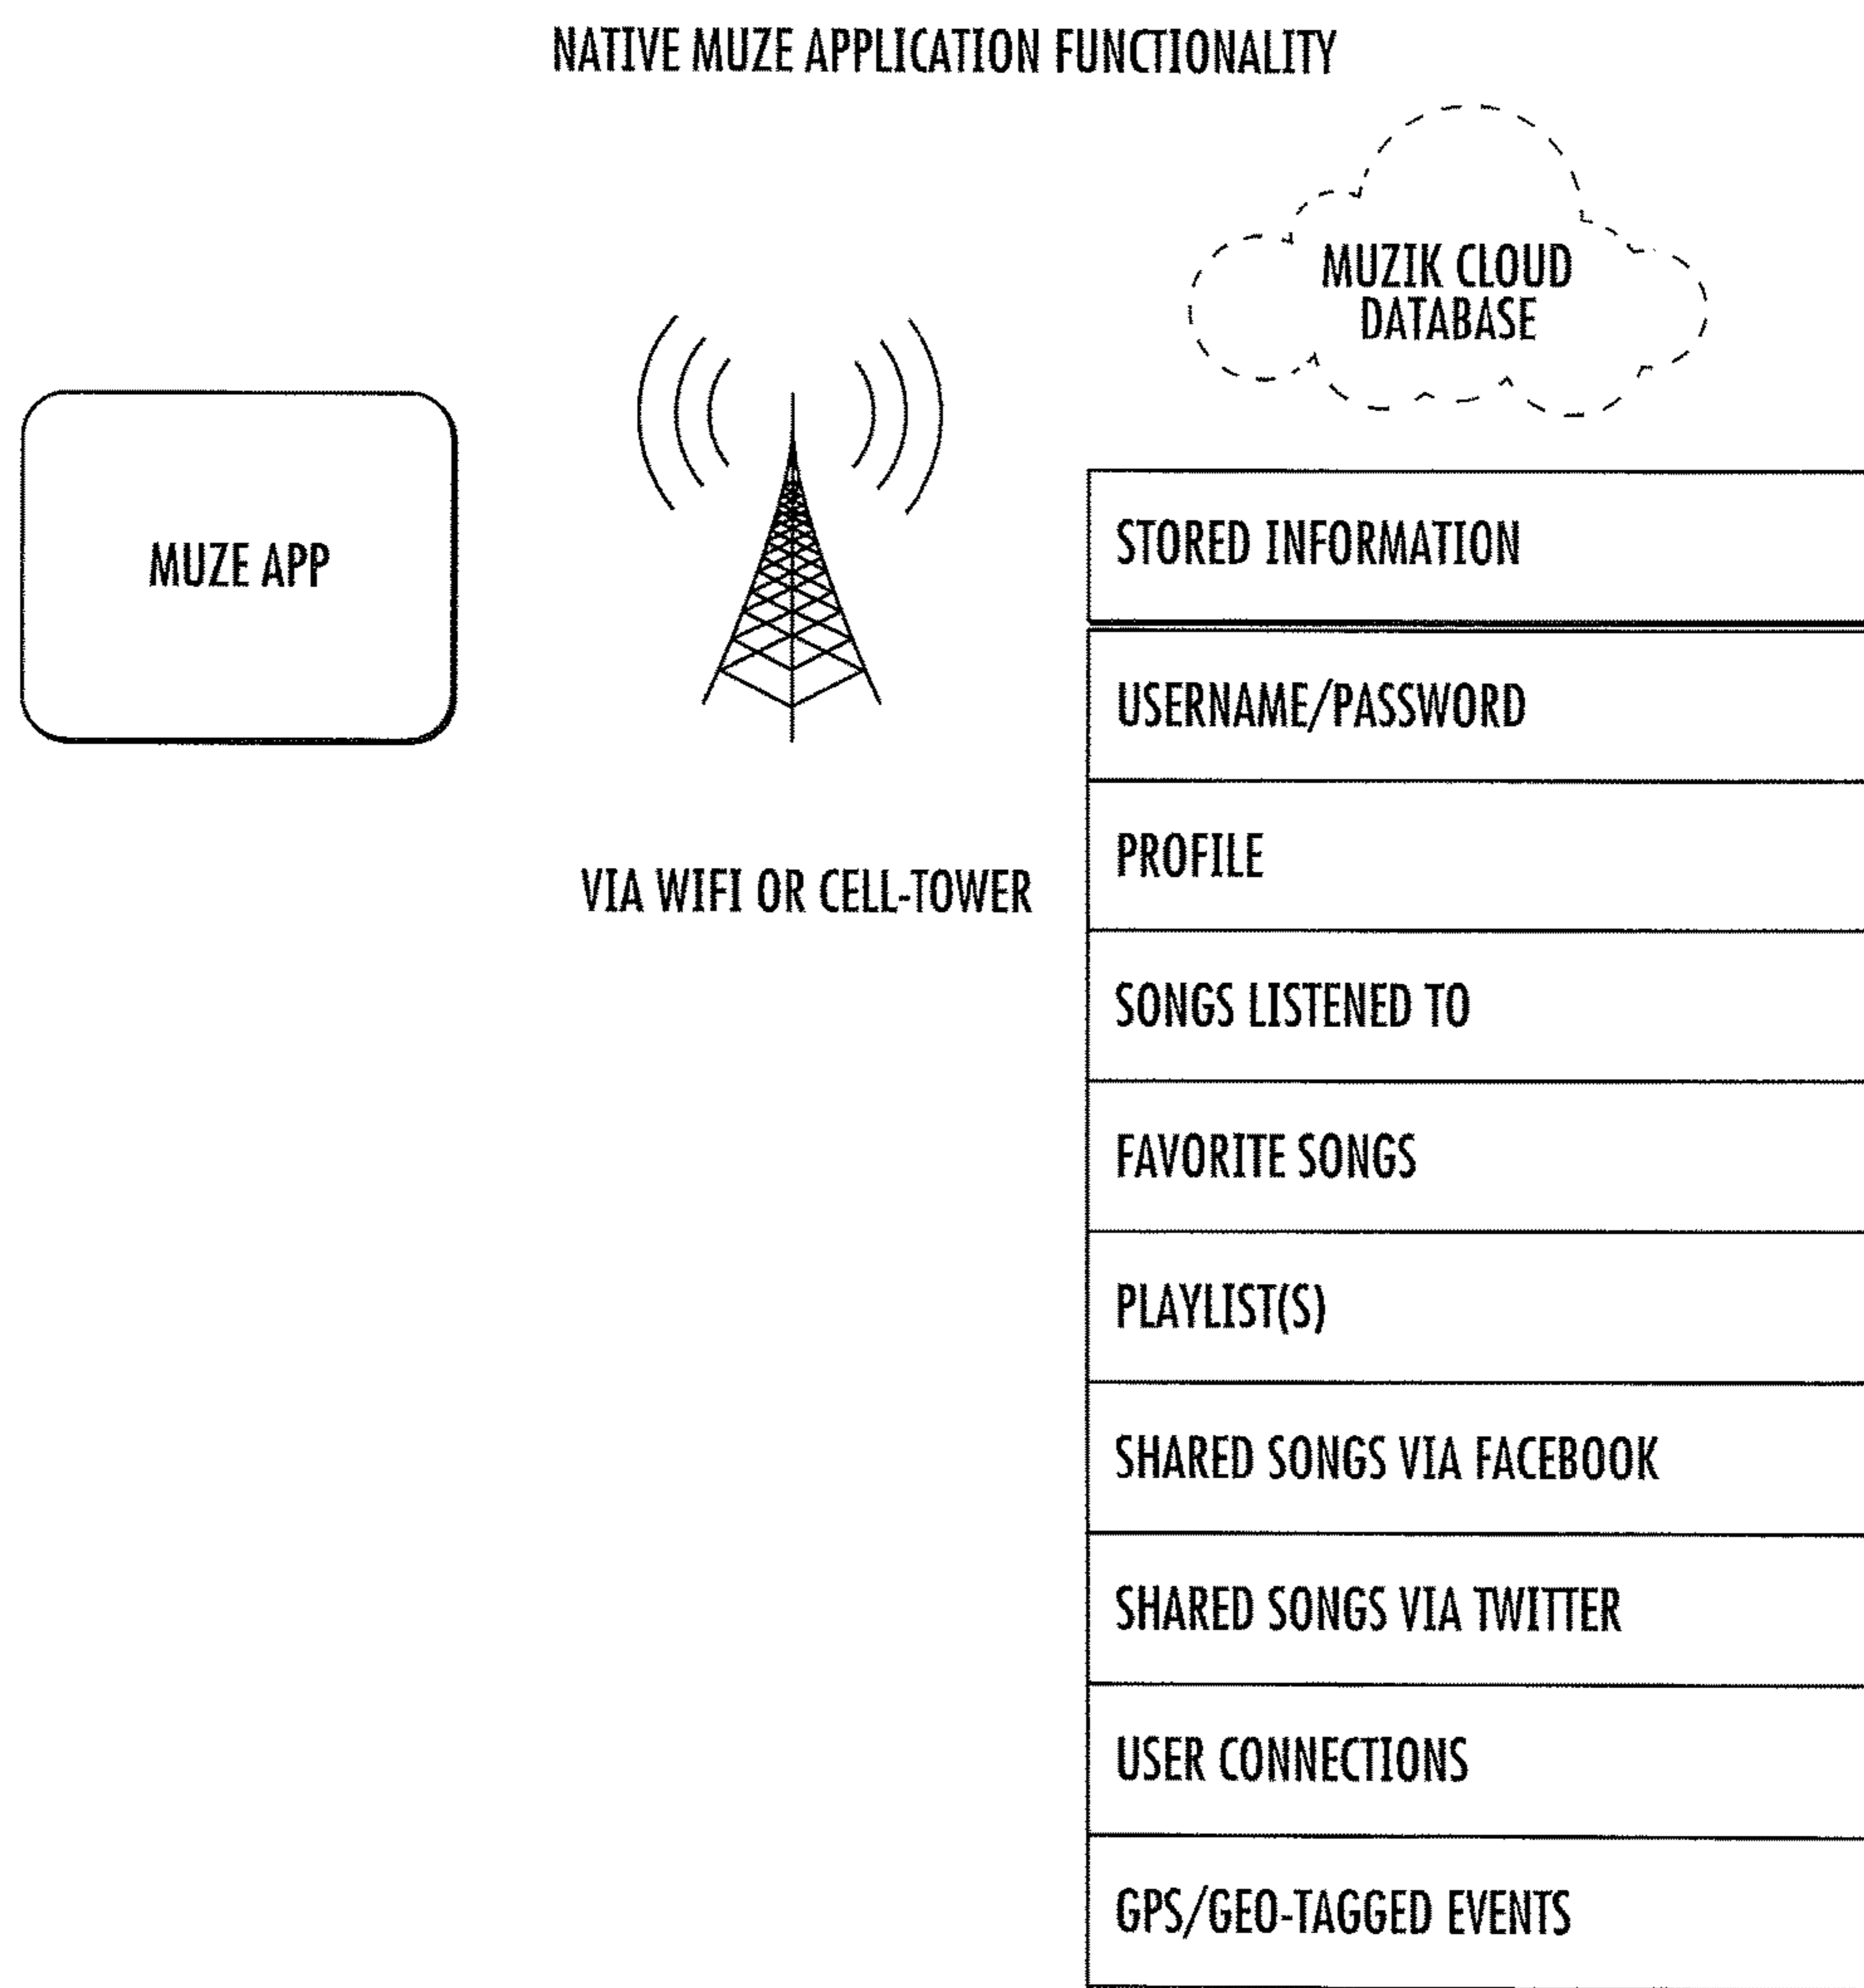 NATIVE MUZE APPLICATION FUNCTIONALITY
MUZIK CLOUD
DATABASE
MUZE APP
VIA WIFI OR CELL-TOWER
STORED INFORMATION
USERNAME/PASSWORD
PROFILE
SONGS LISTENED TO
FAVORITE SONGS
PLAYLIST(S)
SHARED SONGS VIA FACEBOOK
SHARED SONGS VIA TWITTER
USER CONNECTIONS
GPS/GEO-TAGGED EVENTS